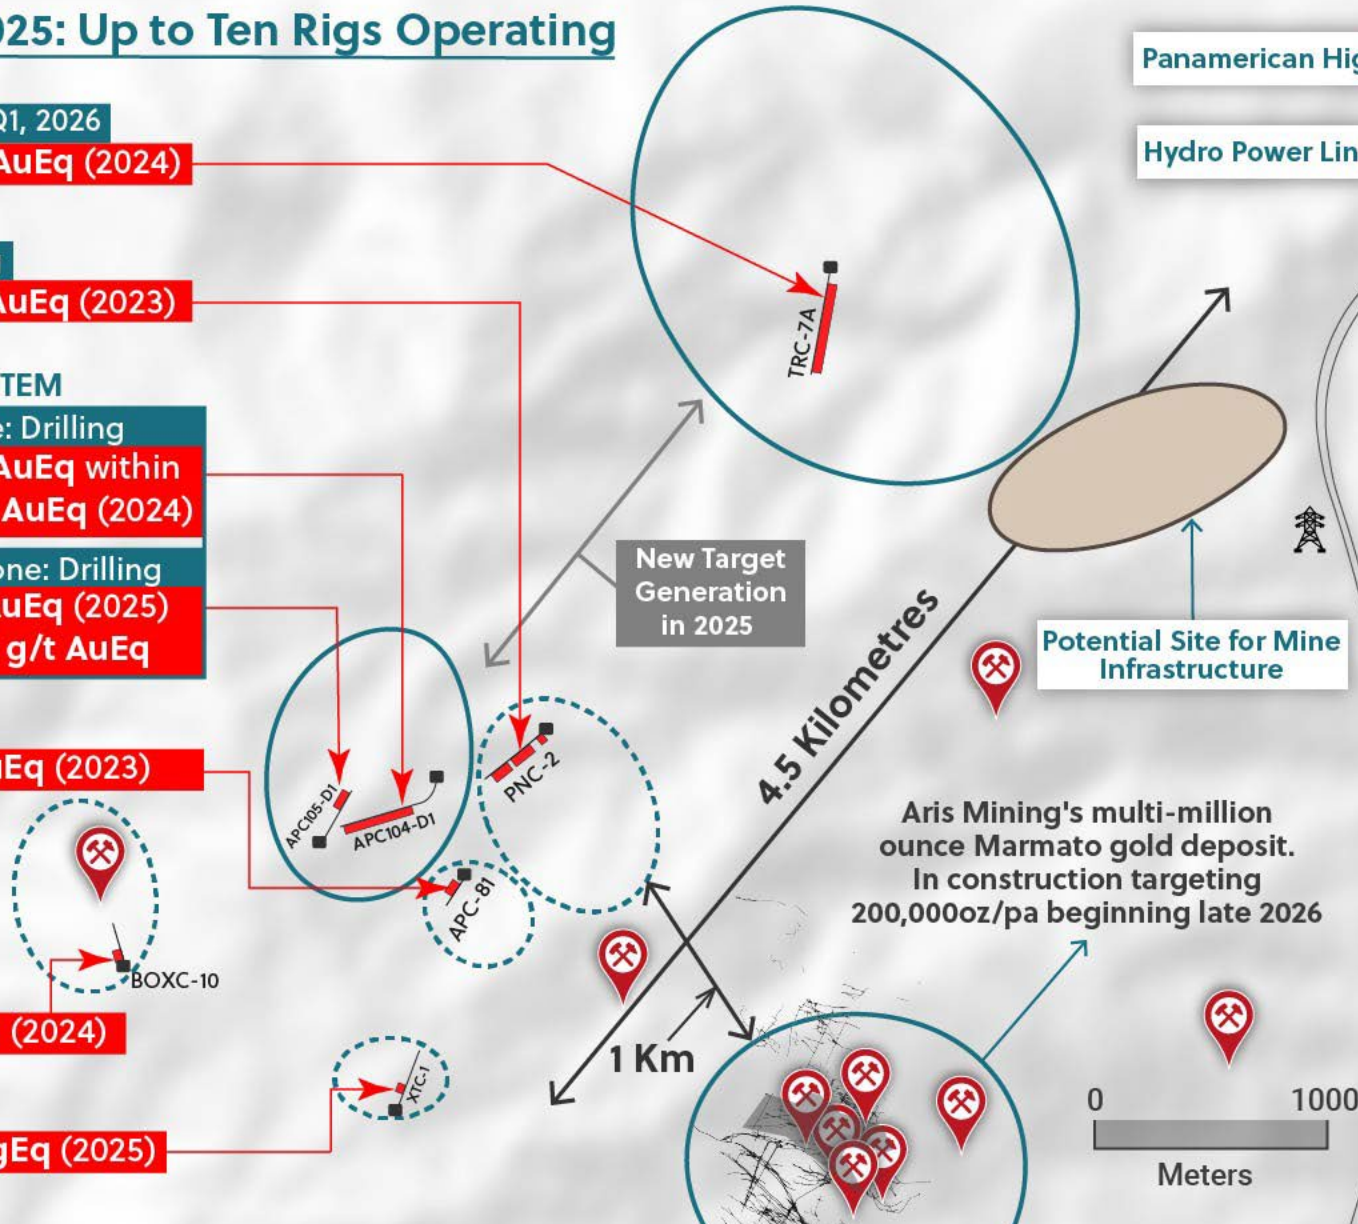 025: Up to Ten Rigs Operating
Panamerican Hig
Q1, 2026
AuEq (2024)
Hydro Power Lin
AuEq (2023)
TRC-7A
TEM
e: Drilling
AuEq within
AuEq (2024)
one: Drilling
uEq (2025)
g/t AuEq
New Target
Generation
in 2025
4.5 Kilometres
Potential Site for Mine
Infrastructure
Eq (2023)
APC105-D1
APC104-D1
PNC-2
APC-81
Aris Mining's multi-million
ounce Marmato gold deposit.
In construction targeting
200,000oz/pa beginning late 2026
BOXC-10
(2024)
1 Km
XTC-1
gEq (2025)
0
1000
Meters